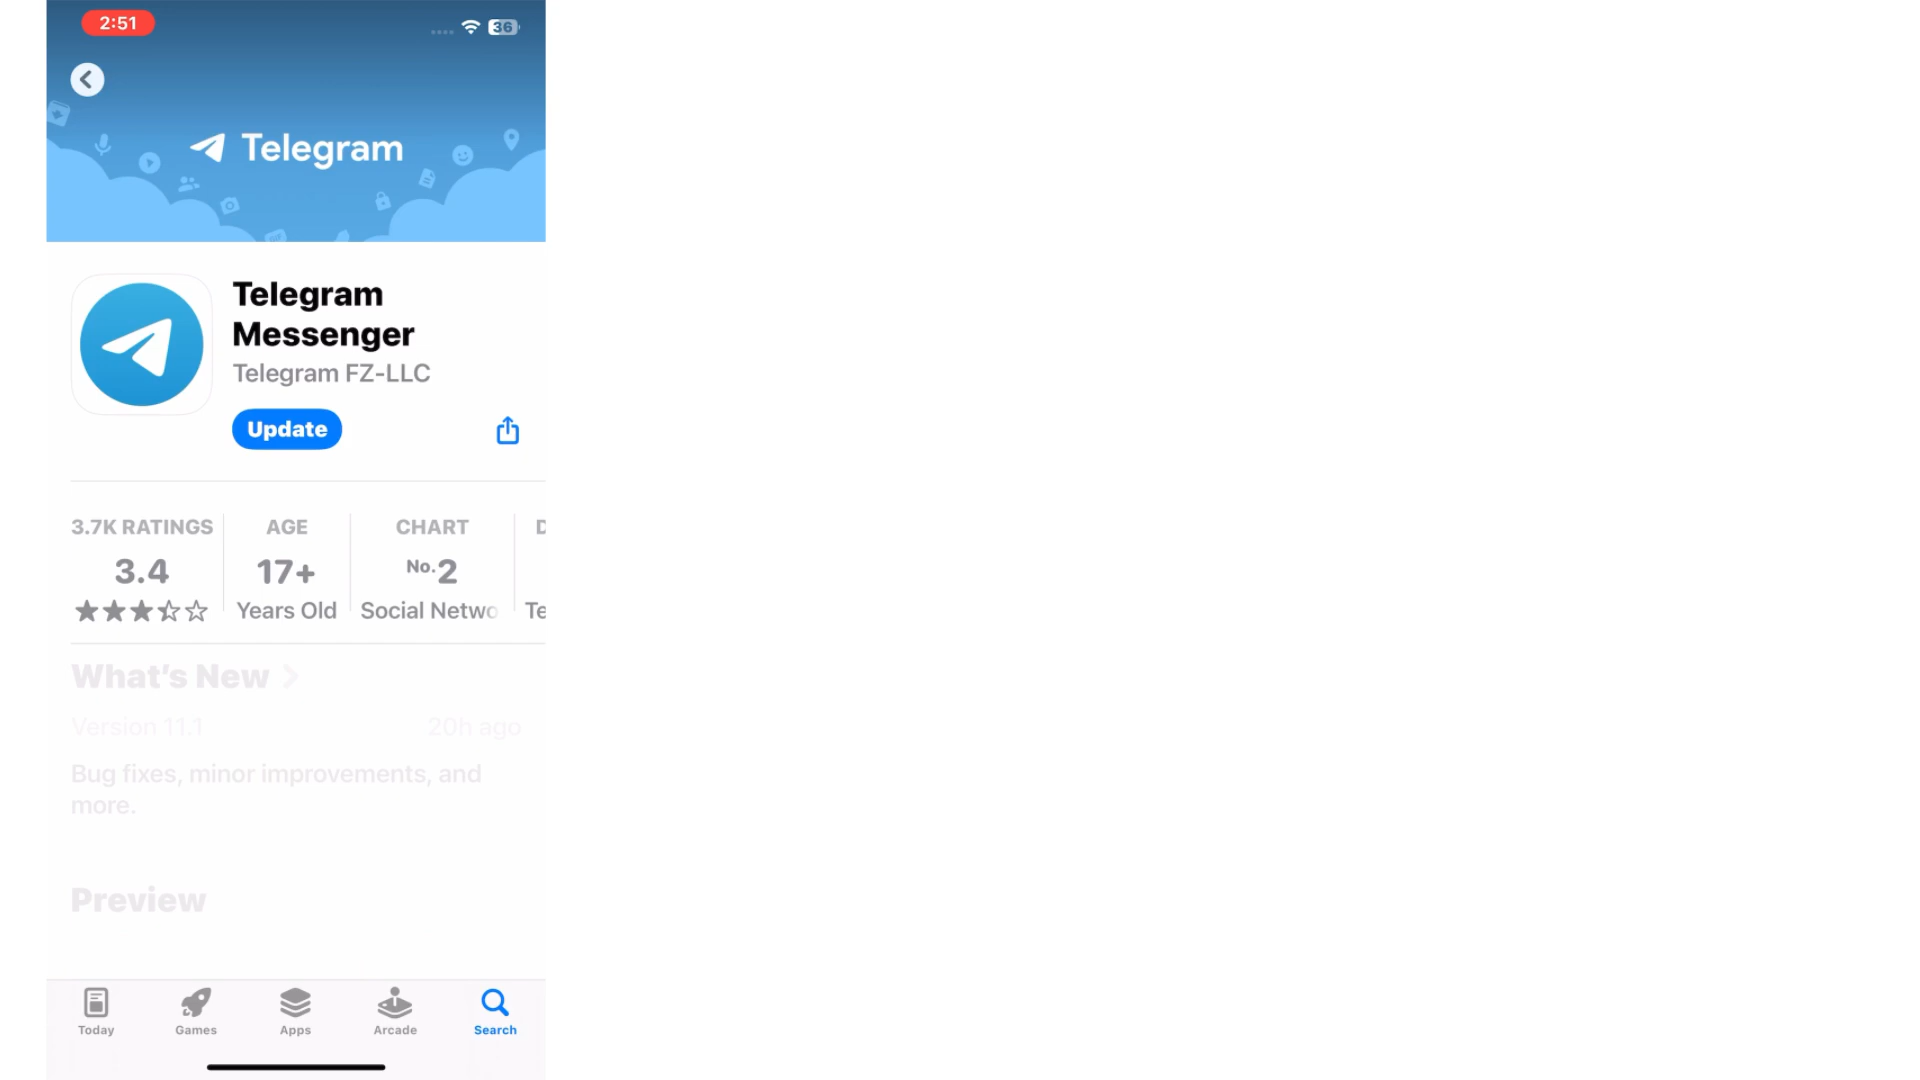 2:51
36
Telegram
Telegram
Messenger
Telegram FZ-LLC
Update
3.7K RATINGS
AGE
CHART
D
3.4
17+
No.2
Years Old
Social Netwo
Te
What's New
Version 11.1
20h ago
Bug fixes, minor improvements, and
more.
Preview
Today
Games
Apps
Arcade
Search